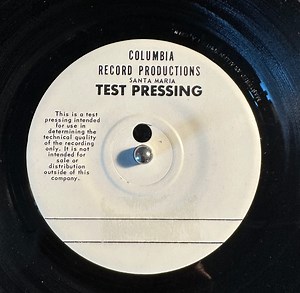 COLUMBIA
RECORD PRODUCTIONS
SANTA MARIA
TEST PRESSING
This is a test
pressing intended
for use in
determining the
technical quality
of the recording
only. It is not
intended for
sale or
distribution
outside of this
company.